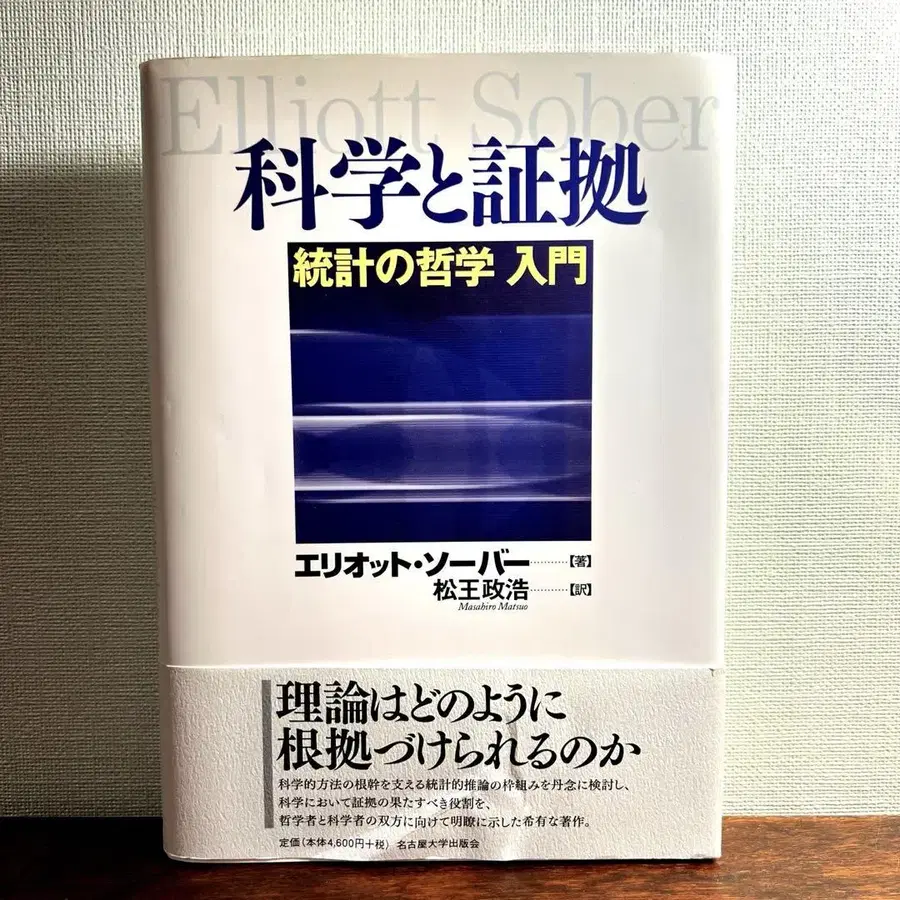 Elliott Sober
科学と証拠
統計の哲学 入門
エリオット・ソーバー…………【著】
松王政浩…………【訳】
Masahiro Matsuo
理論はどのように
根拠づけられるのか
科学的方法の根幹を支える統計的推論の枠組みを丹念に検討し、
科学において証拠の果たすべき役割を、
哲学者と科学者の双方に向けて明瞭に示した希有な著作。
定価(本体4,600円+税) 名古屋大学出版会